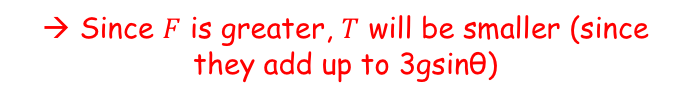 → Since F is greater, T will be smaller (since
they add up to 3gsinθ)